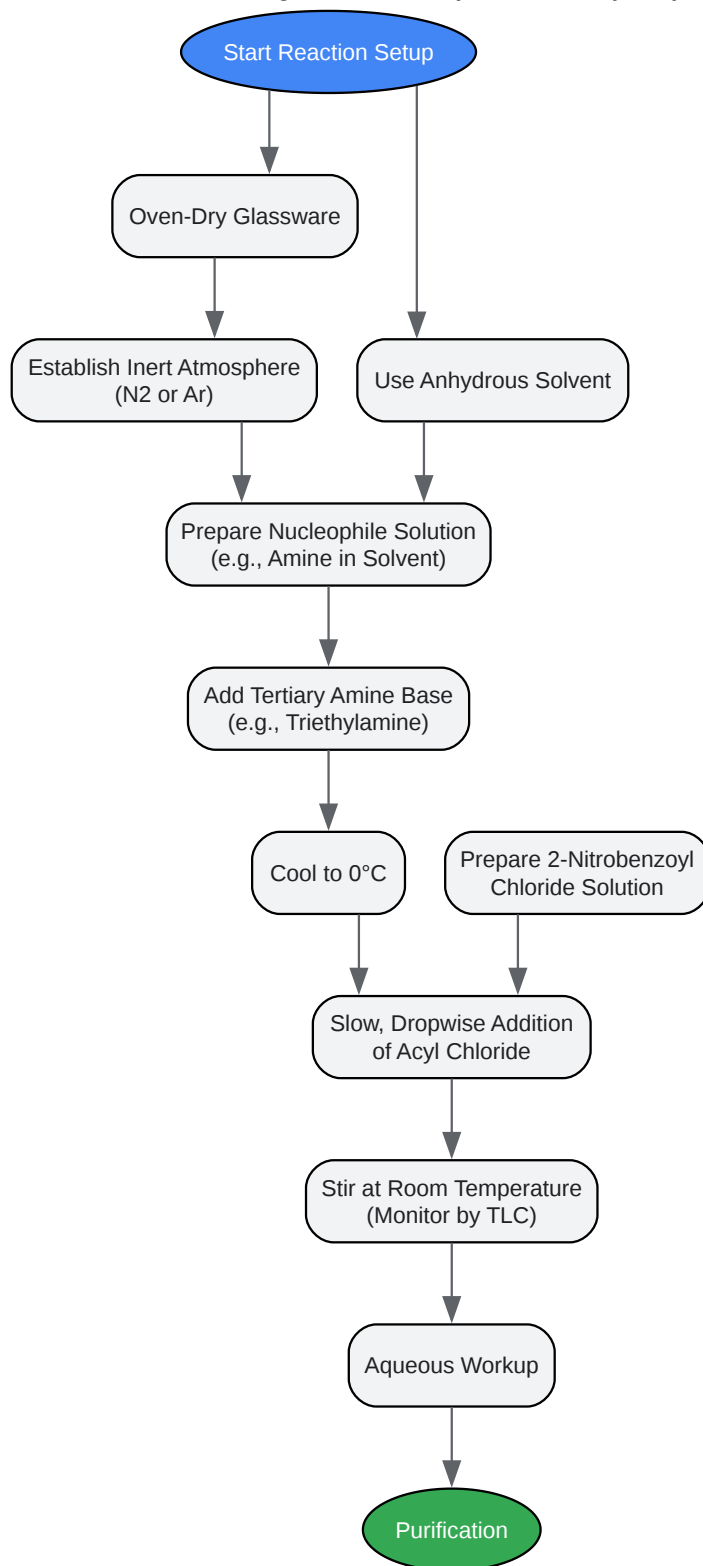 Start Reaction Setup
Oven-Dry Glassware
Establish Inert Atmosphere
(N2 or Ar)
Use Anhydrous Solvent
Prepare Nucleophile Solution
(e.g., Amine in Solvent)
Add Tertiary Amine Base
(e.g., Triethylamine)
Cool to 0°C
Prepare 2-Nitrobenzoyl
Chloride Solution
Slow, Dropwise Addition
of Acyl Chloride
Stir at Room Temperature
(Monitor by TLC)
Aqueous Workup
Purification